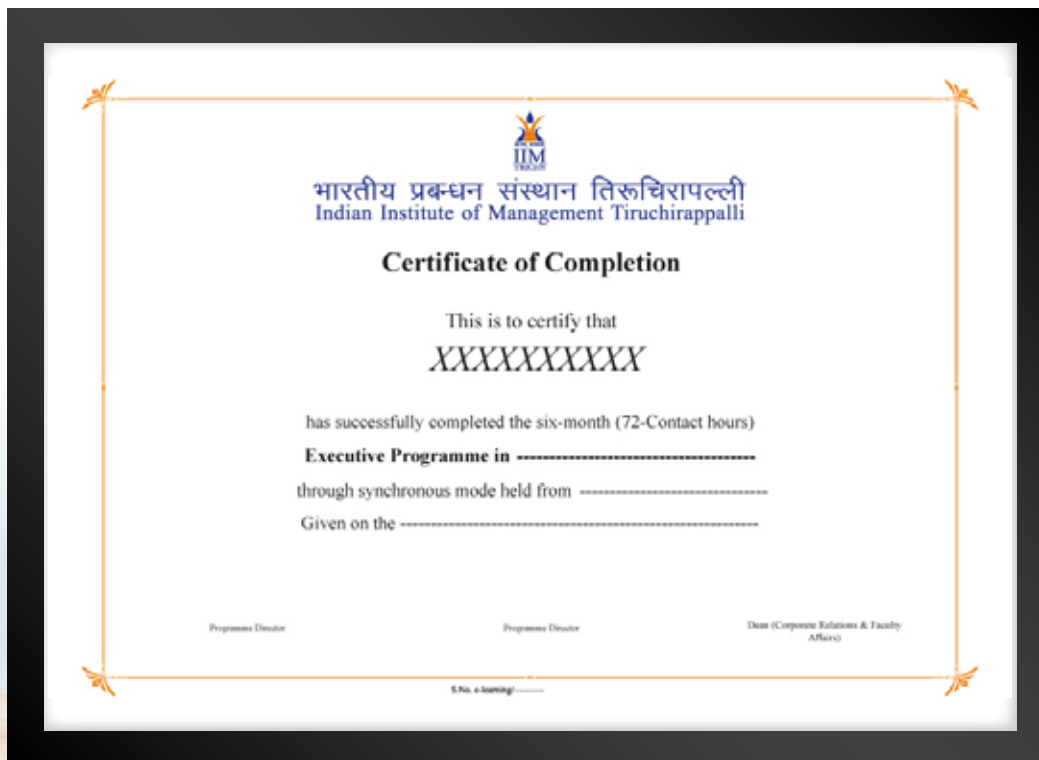 IIM
TRICHY
भारतीय प्रबन्धन संस्थान तिरूचिरापल्ली
Indian Institute of Management Tiruchirappalli
Certificate of Completion
This is to certify that
XXXXXXXXXX
has successfully completed the six-month (72-Contact hours)
Executive Programme in ------------------------------------
through synchronous mode held from -------------------------------
Given on the ------------------------------------------------------------
Programme Director
Programme Director
Dean (Corporate Relations & Faculty
Affairs)
S.No. e-learning/----------